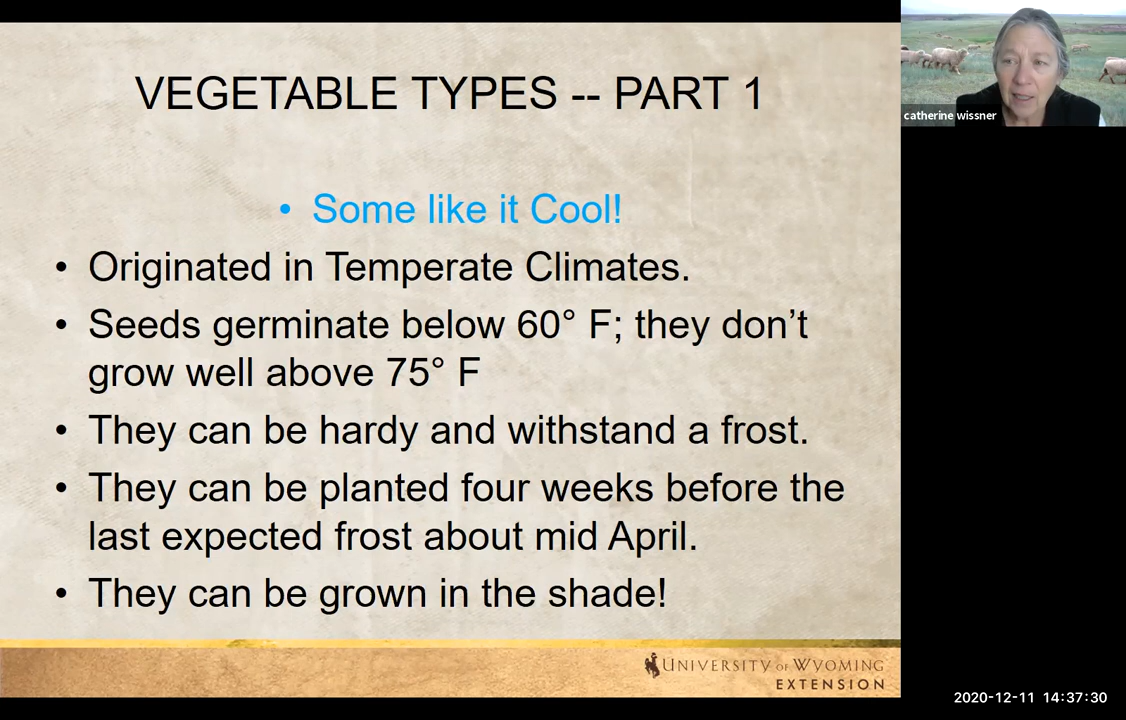 VEGETABLE TYPES -- PART 1
• Some like it Cool!
• Originated in Temperate Climates.
• Seeds germinate below 60° F; they don’t
grow well above 75° F
• They can be hardy and withstand a frost.
• They can be planted four weeks before the
last expected frost about mid April.
• They can be grown in the shade!
UNIVERSITY OF WYOMING
EXTENSION
catherine wissner
2020-12-11 14:37:30